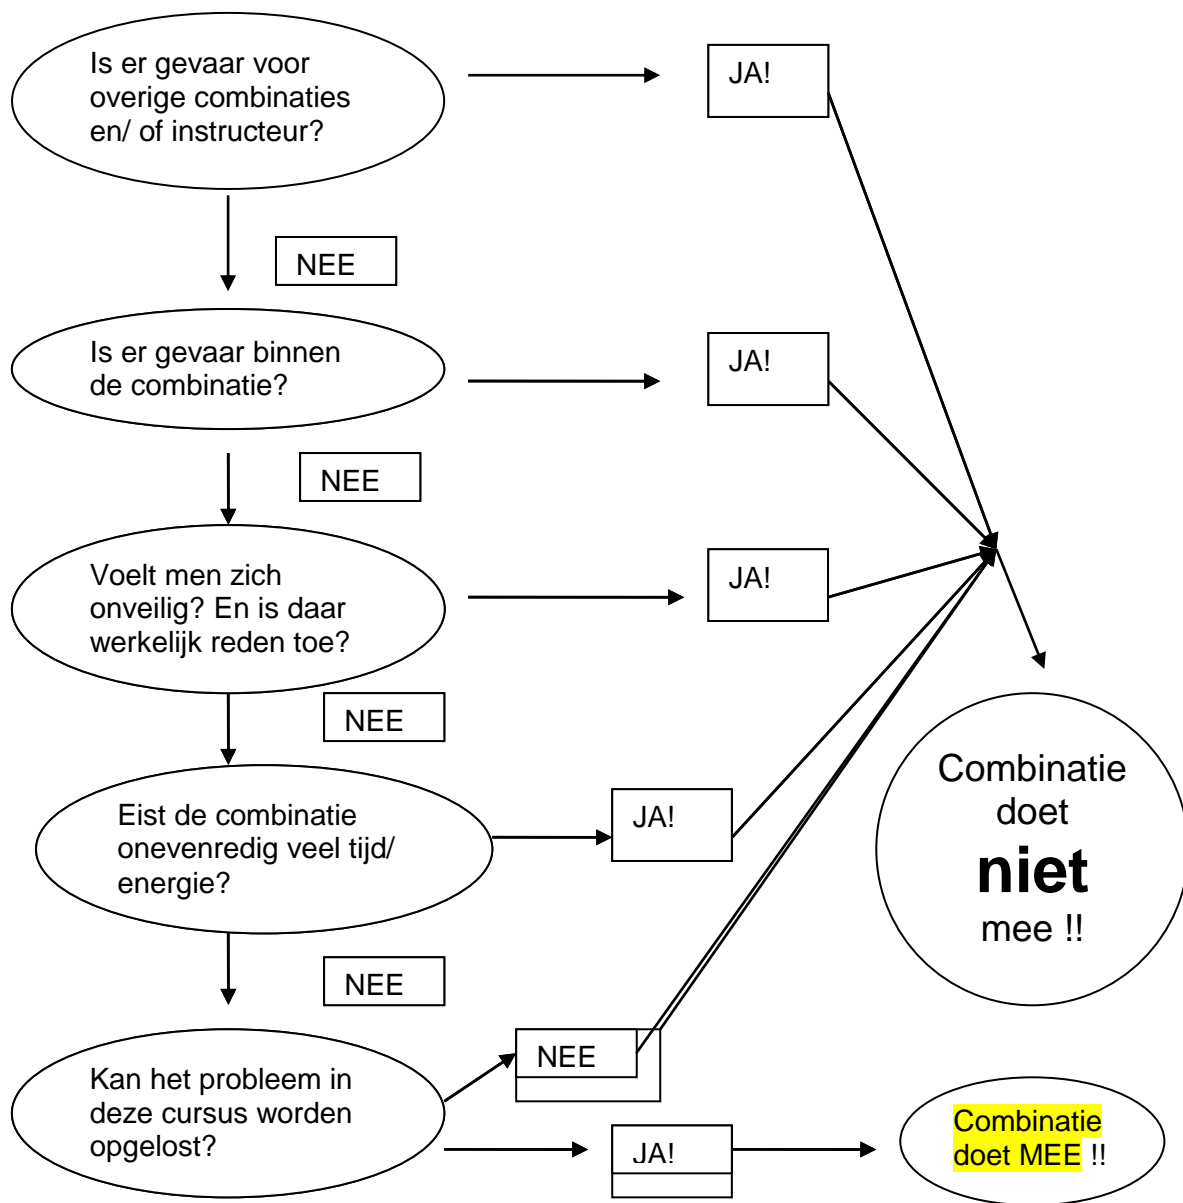 Is er gevaar voor
overige combinaties
en/ of instructeur?
JA!
NEE
Is er gevaar binnen
de combinatie?
JA!
NEE
Voelt men zich
onveilig? En is daar
werkelijk reden toe?
JA!
NEE
Eist de combinatie
onevenredig veel tijd/
energie?
JA!
NEE
Combinatie
doet
niet
mee !!
Kan het probleem in
deze cursus worden
opgelost?
NEE
JA!
Combinatie
doet MEE !!